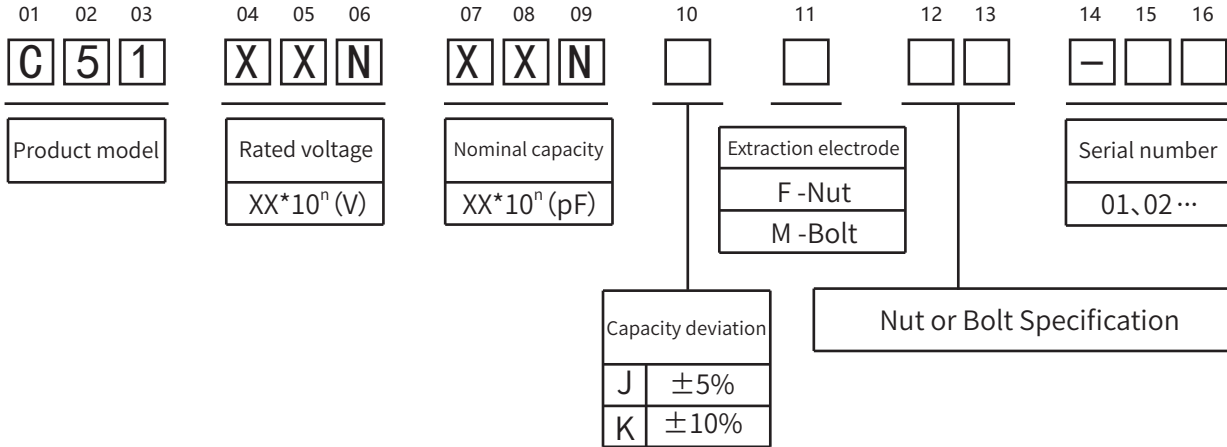 01 02 03 04 05 06 07 08 09 10 11 12 13 14 15 16
C 5 1 X X N X X N -
Product model
Rated voltage
XX*10ⁿ (V)
Nominal capacity
XX*10ⁿ (pF)
Extraction electrode
F -Nut
M -Bolt
Serial number
01、02…
Capacity deviation
J ±5%
K ±10%
Nut or Bolt Specification